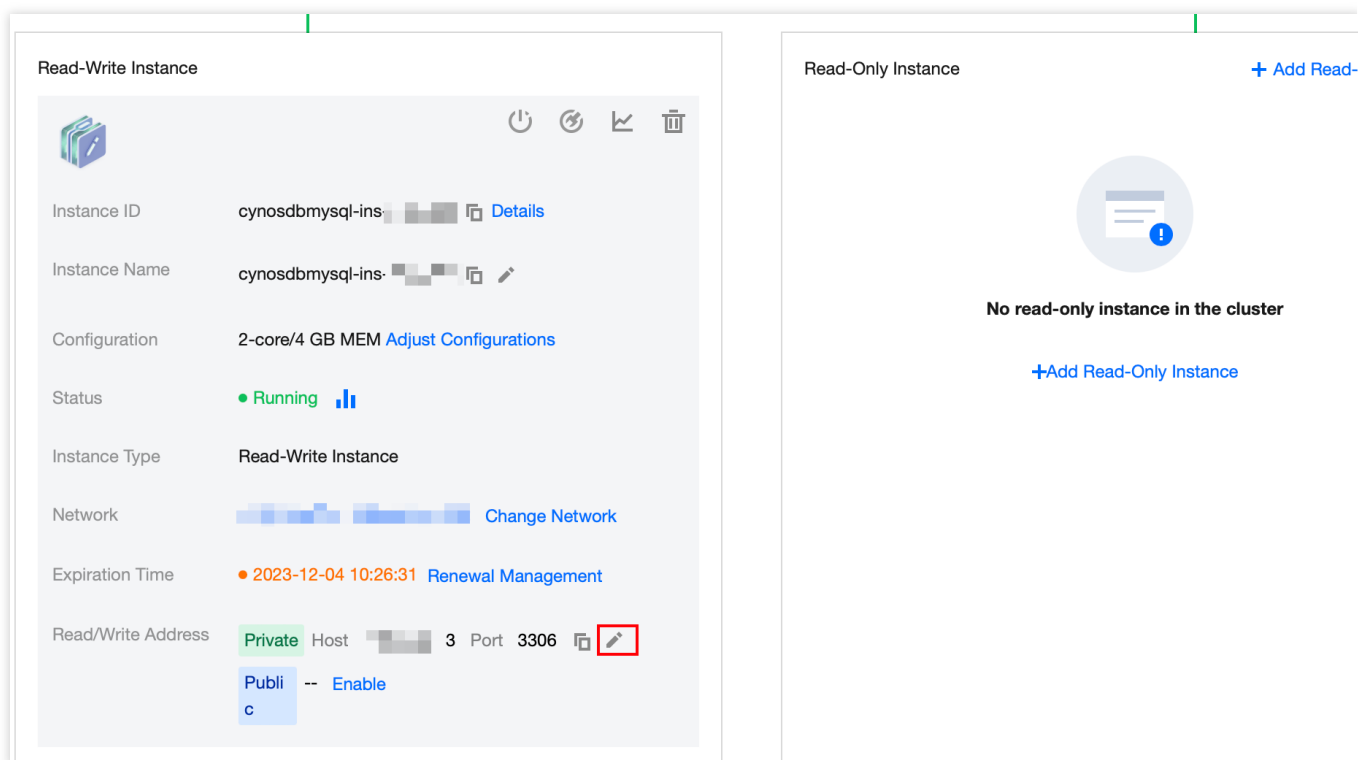 Read-Write Instance
Instance ID cynosdbmysql-ins- Details
Instance Name cynosdbmysql-ins-
Configuration 2-core/4 GB MEM Adjust Configurations
Status Running
Instance Type Read-Write Instance
Network Change Network
Expiration Time 2023-12-04 10:26:31 Renewal Management
Read/Write Address Private Host 3 Port 3306
Publi
c -- Enable
Read-Only Instance + Add Read-
No read-only instance in the cluster
+Add Read-Only Instance